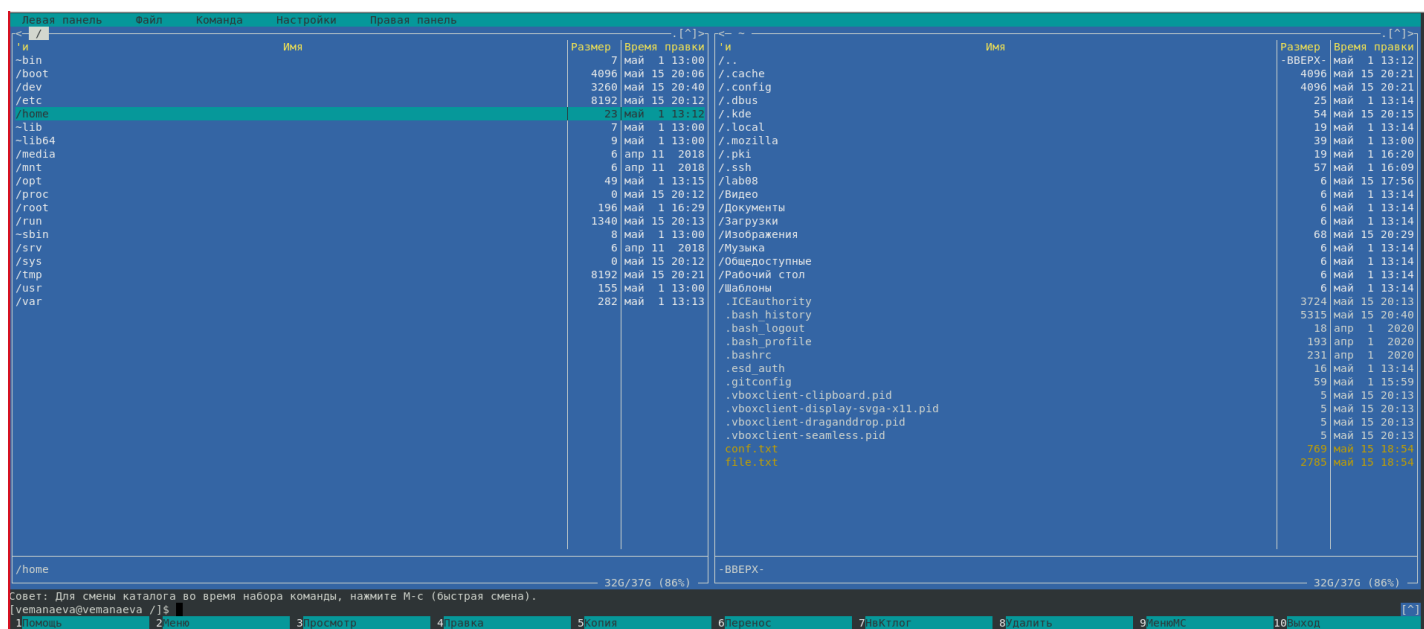 Левая панель Файл Команда Настройки Правая панель
<─ / .[^]>
'и Имя Размер Время правки
~bin 7 май 1 13:00
/boot 4096 май 15 20:06
/dev 3260 май 15 20:40
/etc 8192 май 15 20:12
/home 23 май 1 13:12
~lib 7 май 1 13:00
~lib64 9 май 1 13:00
/media 6 апр 11 2018
/mnt 6 апр 11 2018
/opt 49 май 1 13:15
/proc 0 май 15 20:12
/root 196 май 1 16:29
/run 1340 май 15 20:13
~sbin 8 май 1 13:00
/srv 6 апр 11 2018
/sys 0 май 15 20:12
/tmp 8192 май 15 20:21
/usr 155 май 1 13:00
/var 282 май 1 13:13
/home
32G/37G (86%)
<─ ~ .[^]>
'и Имя Размер Время правки
/.. -ВВЕРХ- май 1 13:12
/.cache 4096 май 15 20:21
/.config 4096 май 15 20:21
/.dbus 25 май 1 13:14
/.kde 54 май 15 20:15
/.local 19 май 1 13:14
/.mozilla 39 май 1 13:00
/.pki 19 май 1 16:20
/.ssh 57 май 1 16:09
/lab08 6 май 15 17:56
/Видео 6 май 1 13:14
/Документы 6 май 1 13:14
/Загрузки 6 май 1 13:14
/Изображения 68 май 15 20:29
/Музыка 6 май 1 13:14
/Общедоступные 6 май 1 13:14
/Рабочий стол 6 май 1 13:14
/Шаблоны 6 май 1 13:14
.ICEauthority 3724 май 15 20:13
.bash_history 5315 май 15 20:40
.bash_logout 18 апр 1 2020
.bash_profile 193 апр 1 2020
.bashrc 231 апр 1 2020
.esd_auth 16 май 1 13:14
.gitconfig 59 май 1 15:59
.vboxclient-clipboard.pid 5 май 15 20:13
.vboxclient-display-svga-x11.pid 5 май 15 20:13
.vboxclient-draganddrop.pid 5 май 15 20:13
.vboxclient-seamless.pid 5 май 15 20:13
conf.txt 769 май 15 18:54
file.txt 2785 май 15 18:54
-ВВЕРХ-
32G/37G (86%)
Совет: Для смены каталога во время набора команды, нажмите M-c (быстрая смена).
[vemanaeva@vemanaeva /]$ [^]
1Помощь 2Меню 3Просмотр 4Правка 5Копия 6Перенос 7НвКтлог 8Удалить 9МенюMC 10Выход